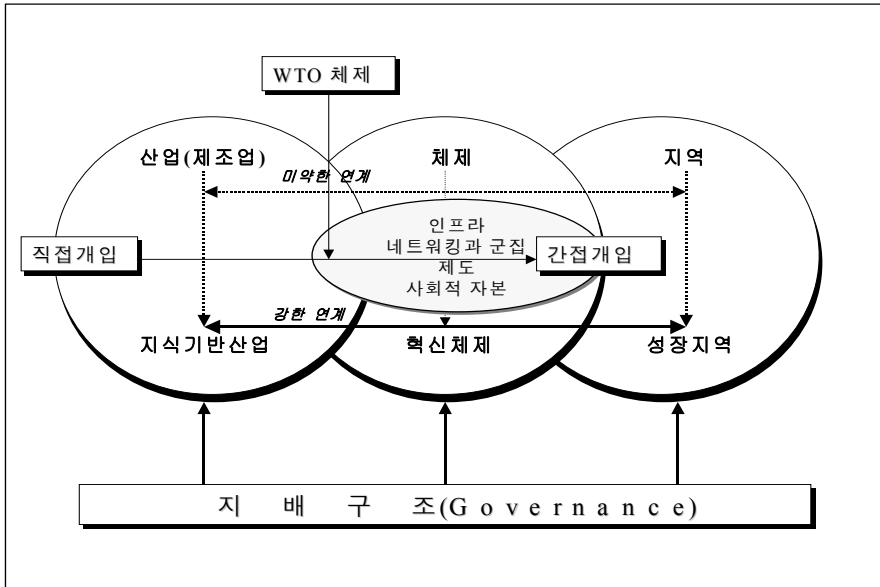 WTO 체제
산업(제조업)
체제
지역
미약한 연계
인프라
네트워킹과 군집
제도
사회적 자본
직접개입
간접개입
강한 연계
지식기반산업
혁신체제
성장지역
지 배 구 조(G o v e r n a n c e)